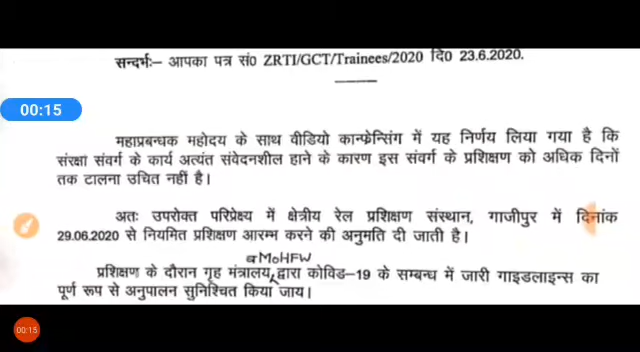 सन्दर्भः– आपका पत्र सं0 ZRTI/GCT/Trainees/2020 दि0 23.6.2020.
00:15
महाप्रबन्धक महोदय के साथ वीडियो कान्फ्रेन्सिंग में यह निर्णय लिया गया है कि
संरक्षा संवर्ग के कार्य अत्यंत संवेदनशील हाने के कारण इस संवर्ग के प्रशिक्षण को अधिक दिनों
तक टालना उचित नहीं है।
अतः उपरोक्त परिप्रेक्ष्य में क्षेत्रीय रेल प्रशिक्षण संस्थान, गाजीपुर में दिनांक
29.06.2020 से नियमित प्रशिक्षण आरम्भ करने की अनुमति दी जाती है।
व MoHFW
प्रशिक्षण के दौरान गृह मंत्रालय द्वारा कोविड–19 के सम्बन्ध में जारी गाइडलाइन्स का
पूर्ण रूप से अनुपालन सुनिश्चित किया जाय।
00:15